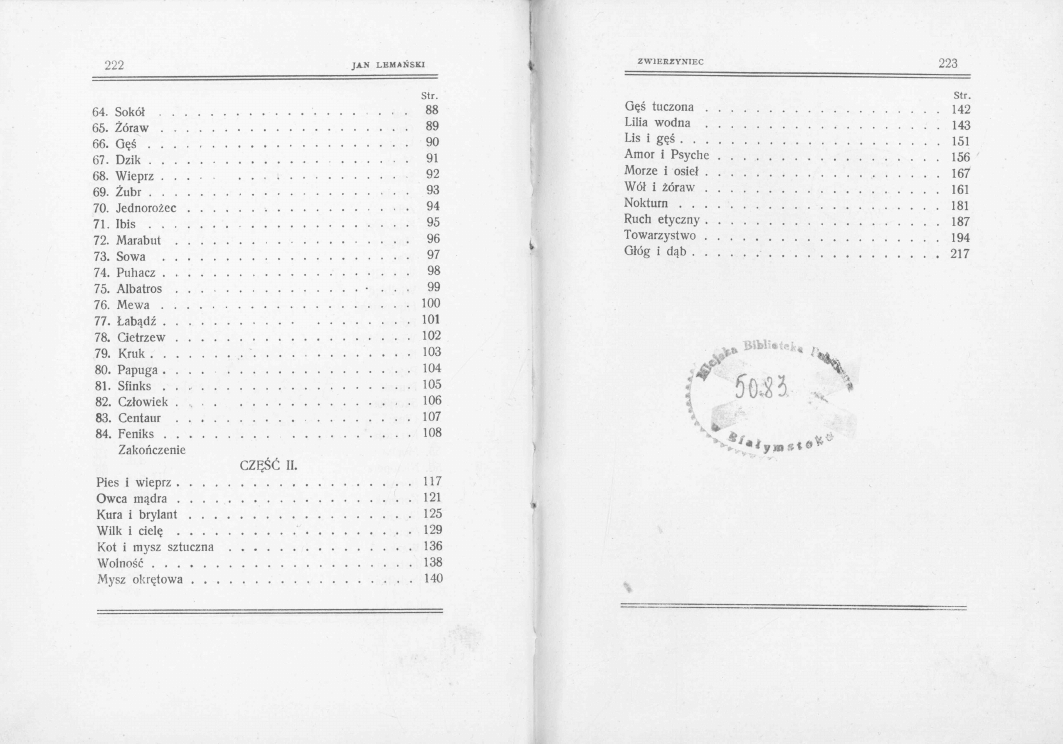 222 JAN LEMAŃSKI
Str.
64. Sokół . . . . . . . . . . . . . . . . . . . . 88
65. Żóraw . . . . . . . . . . . . . . . . . . . . 89
66. Gęś . . . . . . . . . . . . . . . . . . . . . 90
67. Dzik . . . . . . . . . . . . . . . . . . . . . 91
68. Wieprz . . . . . . . . . . . . . . . . . . . . 92
69. Żubr . . . . . . . . . . . . . . . . . . . . . 93
70. Jednorożec . . . . . . . . . . . . . . . . . . 94
71. Ibis . . . . . . . . . . . . . . . . . . . . . 95
72. Marabut . . . . . . . . . . . . . . . . . . . 96
73. Sowa . . . . . . . . . . . . . . . . . . . . 97
74. Puhacz . . . . . . . . . . . . . . . . . . . . 98
75. Albatros . . . . . . . . . . . . . . . . . . . 99
76. Mewa . . . . . . . . . . . . . . . . . . . . 100
77. Łabądź . . . . . . . . . . . . . . . . . . . 101
78. Cietrzew . . . . . . . . . . . . . . . . . . . 102
79. Kruk . . . . . . . . . . . . . . . . . . . . . 103
80. Papuga . . . . . . . . . . . . . . . . . . . . 104
81. Sfinks . . . . . . . . . . . . . . . . . . . . 105
82. Człowiek . . . . . . . . . . . . . . . . . . . 106
83. Centaur . . . . . . . . . . . . . . . . . . . 107
84. Feniks . . . . . . . . . . . . . . . . . . . . 108
Zakończenie
CZĘŚĆ II.
Pies i wieprz . . . . . . . . . . . . . . . . . . . 117
Owca mądra . . . . . . . . . . . . . . . . . . . 121
Kura i brylant . . . . . . . . . . . . . . . . . . 125
Wilk i cielę . . . . . . . . . . . . . . . . . . . 129
Kot i mysz sztuczna . . . . . . . . . . . . . . . 136
Wolność . . . . . . . . . . . . . . . . . . . . . 138
Mysz okrętowa . . . . . . . . . . . . . . . . . . 140
ZWIERZYNIEC 223
Str.
Gęś tuczona . . . . . . . . . . . . . . . . . . . 142
Lilia wodna . . . . . . . . . . . . . . . . . . . 143
Lis i gęś . . . . . . . . . . . . . . . . . . . . . 151
Amor i Psyche . . . . . . . . . . . . . . . . . . 156
Morze i osieł . . . . . . . . . . . . . . . . . . . 167
Wół i żóraw . . . . . . . . . . . . . . . . . . . 161
Nokturn . . . . . . . . . . . . . . . . . . . . . 181
Ruch etyczny . . . . . . . . . . . . . . . . . . . 187
Towarzystwo . . . . . . . . . . . . . . . . . . . 194
Głóg i dąb . . . . . . . . . . . . . . . . . . . . 217
Miejska Biblioteka Publiczna
5083
w Białymstoku